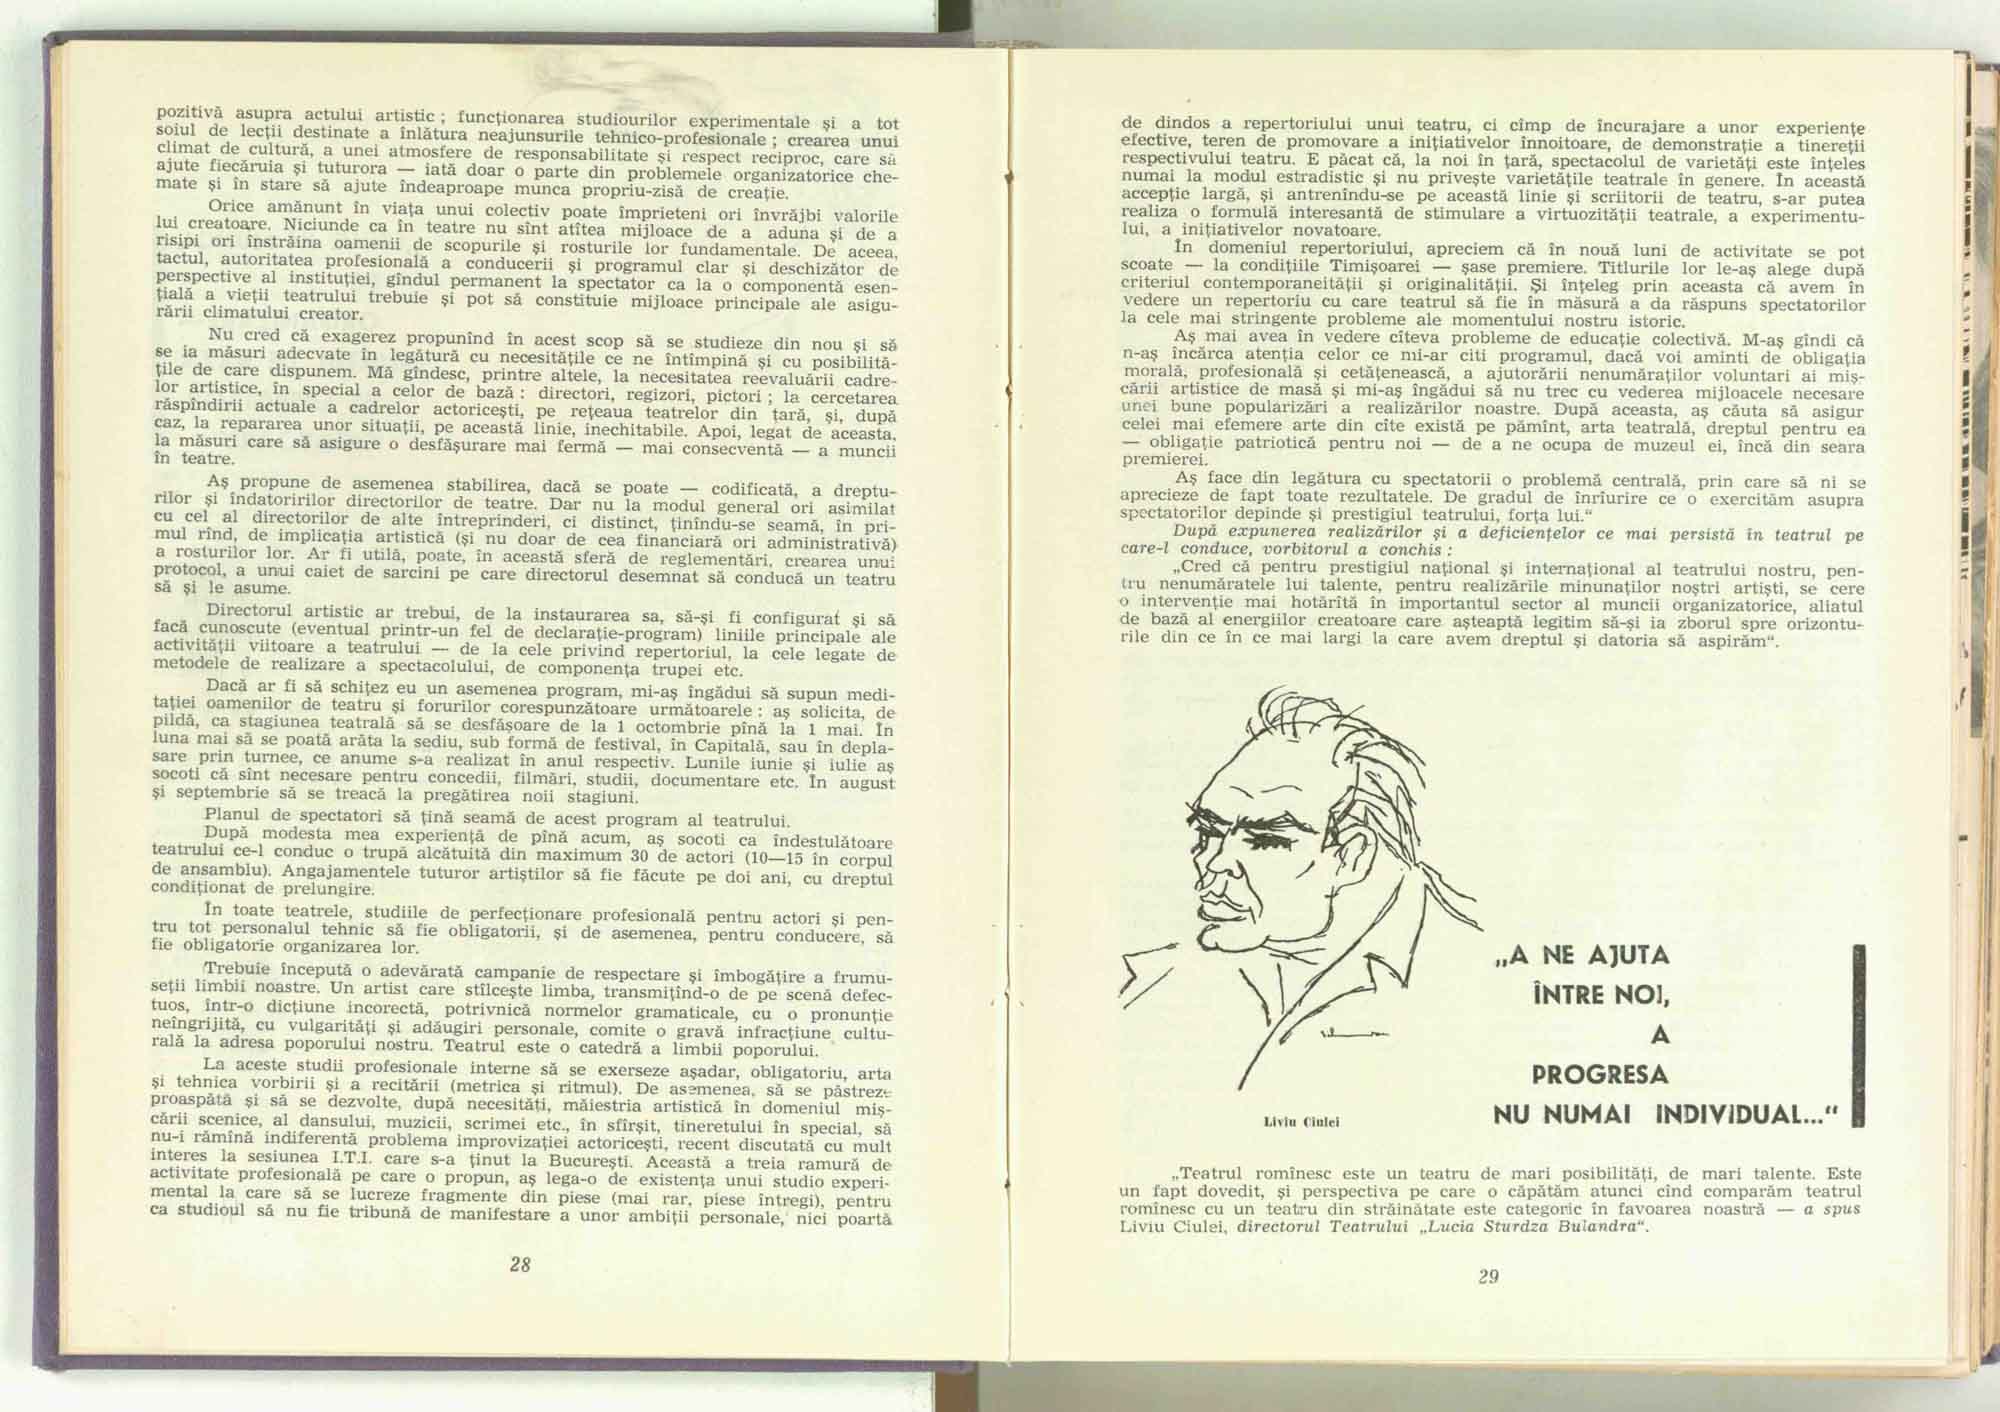 pozitivă asupra actului artistic ; funcționarea studiourilor experimentale și a tot
soiul de lecții destinate a înlătura neajunsurile tehnico-profesionale ; crearea unui
climat de cultură, a unei atmosfere de responsabilitate și respect reciproc, care să
ajute fiecăruia și tuturora — iată doar o parte din problemele organizatorice che-
mate și în stare să ajute îndeaproape munca propriu-zisă de creație.
Orice amănunt în viața unui colectiv poate împrieteni ori învrăjbi valorile
lui creatoare. Niciunde ca în teatre nu sînt atîtea mijloace de a aduna și de a
risipi ori înstrăina oamenii de scopurile și rosturile lor fundamentale. De aceea,
tactul, autoritatea profesională a conducerii și programul clar și deschizător de
perspective al instituției, gîndul permanent la spectator ca la o componentă esen-
țială a vieții teatrului trebuie și pot să constituie mijloace principale ale asigu-
rării climatului creator.
Nu cred că exagerez propunînd în acest scop să se studieze din nou și să
se ia măsuri adecvate în legătură cu necesitățile ce ne întîmpină și cu posibilită-
țile de care dispunem. Mă gîndesc, printre altele, la necesitatea reevaluării cadre-
lor artistice, în special a celor de bază : directori, regizori, pictori ; la cercetarea
răspîndirii actuale a cadrelor actoricești, pe rețeaua teatrelor din țară, și, după
caz, la repararea unor situații, pe această linie, inechitabile. Apoi, legat de aceasta,
la măsuri care să asigure o desfășurare mai fermă — mai consecventă — a muncii
în teatre.
Aș propune de asemenea stabilirea, dacă se poate — codificată, a dreptu-
rilor și îndatoririlor directorilor de teatre. Dar nu la modul general ori asimilat
cu cel al directorilor de alte întreprinderi, ci distinct, ținîndu-se seamă, în pri-
mul rînd, de implicația artistică (și nu doar de cea financiară ori administrativă)
a rosturilor lor. Ar fi utilă, poate, în această sferă de reglementări, crearea unui
protocol, a unui caiet de sarcini pe care directorul desemnat să conducă un teatru
să și le asume.
Directorul artistic ar trebui, de la instaurarea sa, să-și fi configurat și să
facă cunoscute (eventual printr-un fel de declarație-program) liniile principale ale
activității viitoare a teatrului — de la cele privind repertoriul, la cele legate de
metodele de realizare a spectacolului, de componența trupei etc.
Dacă ar fi să schițez eu un asemenea program, mi-aș îngădui să supun medi-
tației oamenilor de teatru și forurilor corespunzătoare următoarele : aș solicita, de
pildă, ca stagiunea teatrală să se desfășoare de la 1 octombrie pînă la 1 mai. În
luna mai să se poată arăta la sediu, sub formă de festival, în Capitală, sau în depla-
sare prin turnee, ce anume s-a realizat în anul respectiv. Lunile iunie și iulie aș
socoti că sînt necesare pentru concedii, filmări, studii, documentare etc. În august
și septembrie să se treacă la pregătirea noii stagiuni.
Planul de spectatori să țină seamă de acest program al teatrului.
După modesta mea experiență de pînă acum, aș socoti ca îndestulătoare
teatrului ce-l conduc o trupă alcătuită din maximum 30 de actori (10—15 în corpul
de ansamblu). Angajamentele tuturor artiștilor să fie făcute pe doi ani, cu dreptul
condiționat de prelungire.
În toate teatrele, studiile de perfecționare profesională pentru actori și pen-
tru tot personalul tehnic să fie obligatorii, și de asemenea, pentru conducere, să
fie obligatorie organizarea lor.
Trebuie începută o adevărată campanie de respectare și îmbogățire a frumu-
seții limbii noastre. Un artist care stîlcește limba, transmițînd-o de pe scenă defec-
tuos, într-o dicțiune incorectă, potrivnică normelor gramaticale, cu o pronunție
neîngrijită, cu vulgarități și adăugiri personale, comite o gravă infracțiune cultu-
rală la adresa poporului nostru. Teatrul este o catedră a limbii poporului.
La aceste studii profesionale interne să se exerseze așadar, obligatoriu, arta
și tehnica vorbirii și a recitării (metrica și ritmul). De asemenea, să se păstreze
proaspătă și să se dezvolte, după necesități, măiestria artistică în domeniul miș-
cării scenice, al dansului, muzicii, scrimei etc., în sfîrșit, tineretului în special, să
nu-i rămînă indiferentă problema improvizației actoricești, recent discutată cu mult
interes la sesiunea I.T.I. care s-a ținut la București. Această a treia ramură de
activitate profesională pe care o propun, aș lega-o de existența unui studio experi-
mental la care să se lucreze fragmente din piese (mai rar, piese întregi), pentru
ca studioul să nu fie tribună de manifestare a unor ambiții personale, nici poartă
28
de dindos a repertoriului unui teatru, ci cîmp de încurajare a unor experiențe
efective, teren de promovare a inițiativelor înnoitoare, de demonstrație a tinereții
respectivului teatru. E păcat că, la noi în țară, spectacolul de varietăți este înțeles
numai la modul estradistic și nu privește varietățile teatrale în genere. În această
accepție largă, și antrenîndu-se pe această linie și scriitorii de teatru, s-ar putea
realiza o formulă interesantă de stimulare a virtuozității teatrale, a experimentu-
lui, a inițiativelor novatoare.
În domeniul repertoriului, apreciem că în nouă luni de activitate se pot
scoate — la condițiile Timișoarei — șase premiere. Titlurile lor le-aș alege după
criteriul contemporaneității și originalității. Și înțeleg prin aceasta că avem în
vedere un repertoriu cu care teatrul să fie în măsură a da răspuns spectatorilor
la cele mai stringente probleme ale momentului nostru istoric.
Aș mai avea în vedere cîteva probleme de educație colectivă. M-aș gîndi că
n-aș încărca atenția celor ce mi-ar citi programul, dacă voi aminti de obligația
morală, profesională și cetățenească, a ajutorării nenumăraților voluntari ai miș-
cării artistice de masă și mi-aș îngădui să nu trec cu vederea mijloacele necesare
unei bune popularizări a realizărilor noastre. După aceasta, aș căuta să asigur
celei mai efemere arte din cîte există pe pămînt, arta teatrală, dreptul pentru ea
— obligație patriotică pentru noi — de a ne ocupa de muzeul ei, încă din seara
premierei.
Aș face din legătura cu spectatorii o problemă centrală, prin care să ni se
aprecieze de fapt toate rezultatele. De gradul de înrîurire ce o exercităm asupra
spectatorilor depinde și prestigiul teatrului, forța lui.“
După expunerea realizărilor și a deficiențelor ce mai persistă în teatrul pe
care-l conduce, vorbitorul a conchis :
„Cred că pentru prestigiul național și internațional al teatrului nostru, pen-
tru nenumăratele lui talente, pentru realizările minunaților noștri artiști, se cere
o intervenție mai hotărîtă în importantul sector al muncii organizatorice, aliatul
de bază al energiilor creatoare care așteaptă legitim să-și ia zborul spre orizontu-
rile din ce în ce mai largi la care avem dreptul și datoria să aspirăm“.
Liviu Ciulei
„A NE AJUTA
ÎNTRE NOI,
A
PROGRESA
NU NUMAI INDIVIDUAL...“
„Teatrul romînesc este un teatru de mari posibilități, de mari talente. Este
un fapt dovedit, și perspectiva pe care o căpătăm atunci cînd comparăm teatrul
romînesc cu un teatru din străinătate este categoric în favoarea noastră — a spus
Liviu Ciulei, directorul Teatrului „Lucia Sturdza Bulandra“.
29